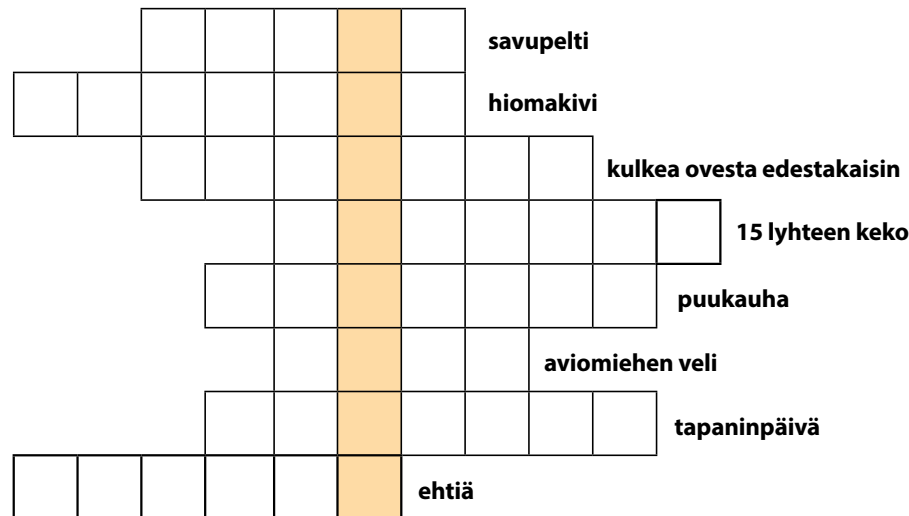 savupelti
hiomakivi
kulkea ovesta edestakaisin
15 lyhteen keko
puukauha
aviomiehen veli
tapaninpäivä
ehtiä